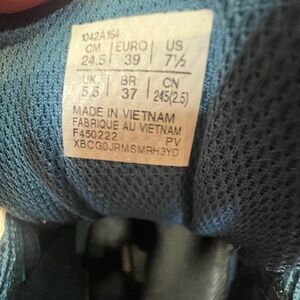 1042A164
CM EURO US
24.5 39 7½
UK BR CN
5.5 37 245(2.5)
MADE IN VIETNAM
FABRIQUE AU VIETNAM
F450222 PV
XBCG0JRMSMRH3YD